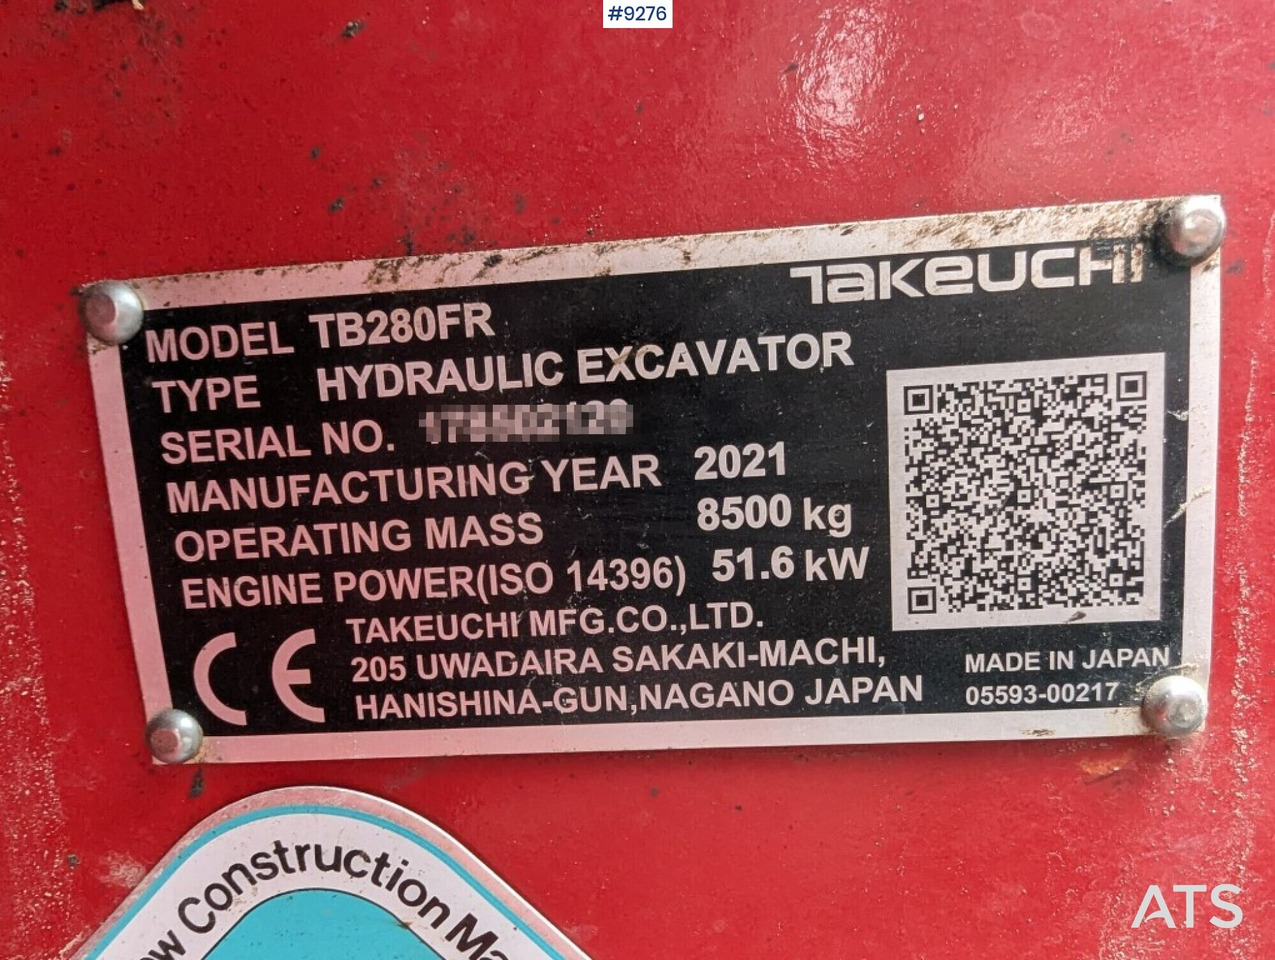 #9276
TAKEUCHI
MODEL TB280FR
TYPE HYDRAULIC EXCAVATOR
SERIAL NO.
MANUFACTURING YEAR 2021
OPERATING MASS 8500 kg
ENGINE POWER(ISO 14396) 51.6 kW
TAKEUCHI MFG.CO.,LTD.
205 UWADAIRA SAKAKI-MACHI,
HANISHINA-GUN,NAGANO JAPAN
CE
MADE IN JAPAN
05593-00217
Construction
ATS